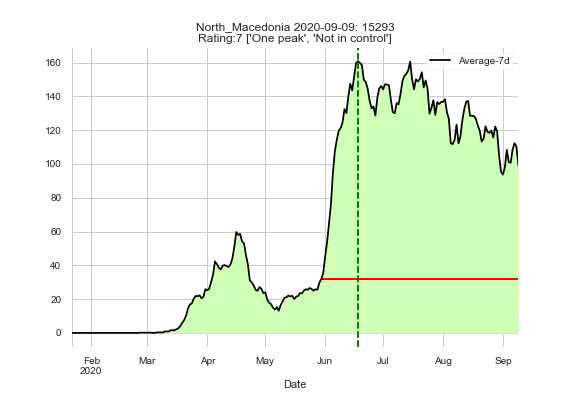 North_Macedonia 2020-09-09: 15293
Rating:7 ['One peak', 'Not in control']
Average-7d
160
140
120
100
80
60
40
20
0
Feb Mar Apr May Jun Jul Aug Sep
2020
Date